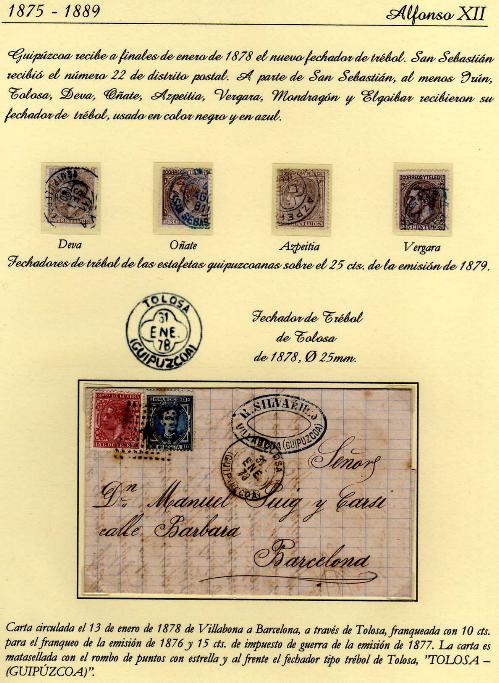 1875 - 1889
Alfonso XII
Guipúzcoa recibe a finales de enero de 1878 el nuevo fechador de trébol. San Sebastián
recibió el número 22 de distrito postal. A parte de San Sebastián, al menos Irún,
Tolosa, Deva, Oñate, Azpeitia, Vergara, Mondragón y Elgoibar recibieron su
fechador de trébol, usado en color negro y en azul.
CORREOS Y TELEG
Deva
Oñate
Azpeitia
Vergara
Fechadores de trébol de las estafetas guipuzcoanas sobre el 25 cts. de la emisión de 1879.
TOLOSA
31
ENE.
78
(GUIPUZCOA)
Fechador de Trébol
de Tolosa
de 1878, Ø 25mm.
VILLABONA (GUIPUZCOA)
ENE
78
(GUIPUZCOA)
Señor
Dn. Manuel Puig y Carsi
calle Barbara
Barcelona
Carta circulada el 13 de enero de 1878 de Villabona a Barcelona, a través de Tolosa, franqueada con 10 cts.
para el franqueo de la emisión de 1876 y 15 cts. de impuesto de guerra de la emisión de 1877. La carta es
matasellada con el rombo de puntos con estrella y al frente el fechador tipo trébol de Tolosa, "TOLOSA –
(GUIPÚZCOA)".